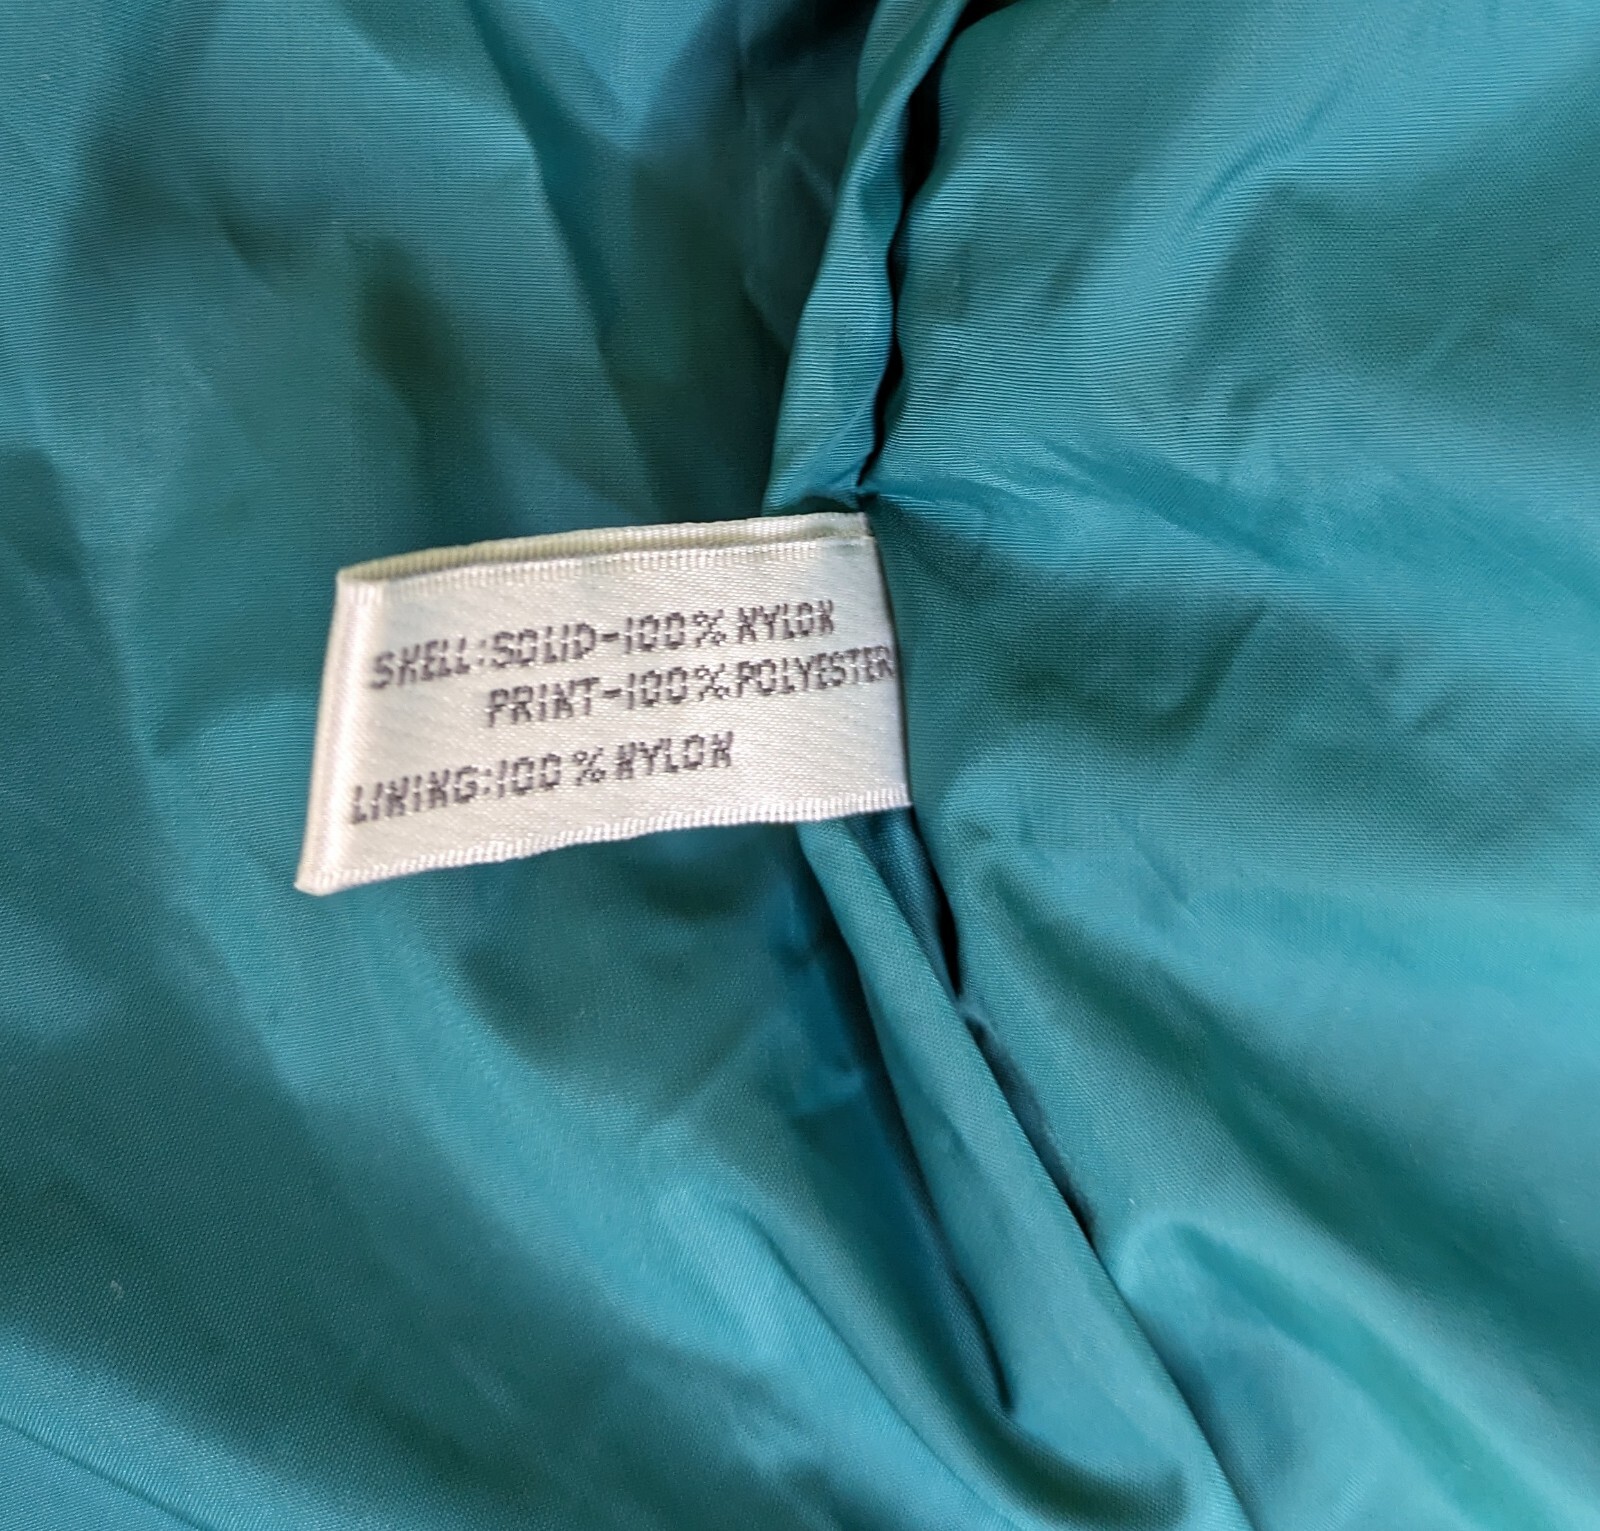 SHELL:SOLID-100% NYLON
PRINT-100% POLYESTER
LINING:100% NYLON